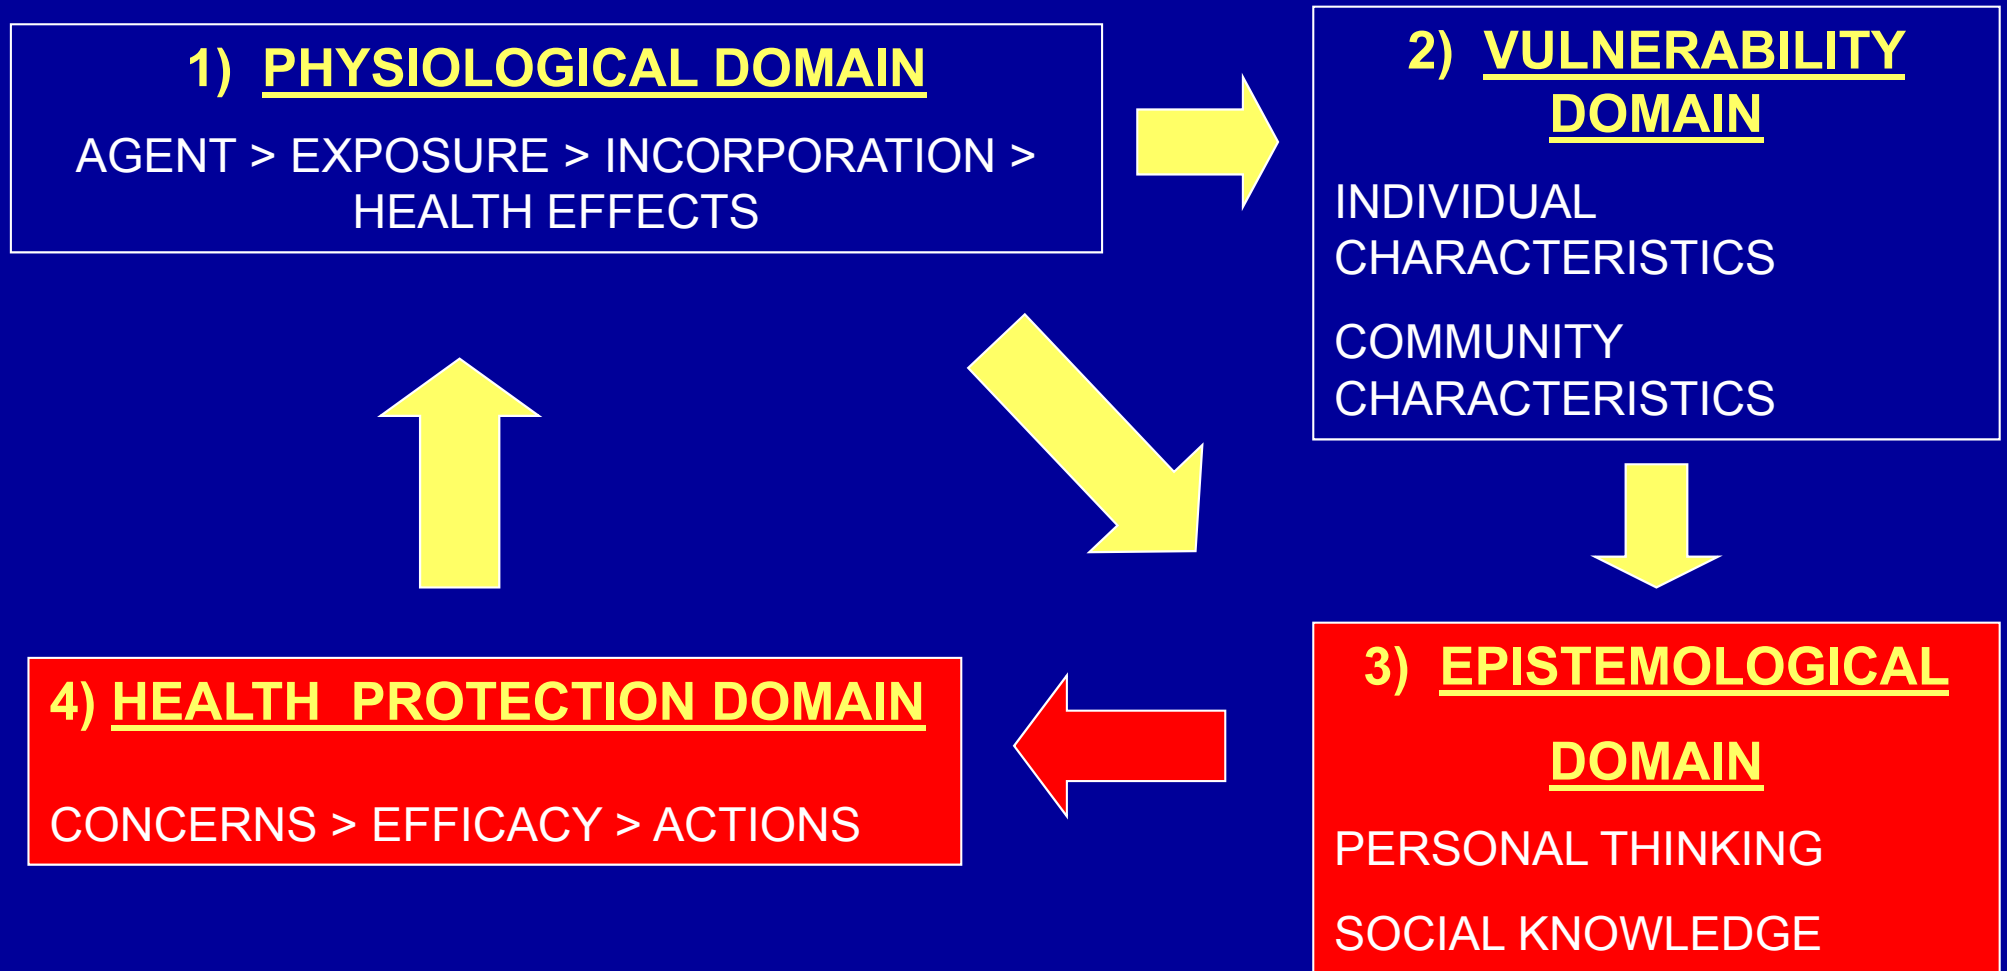 1) PHYSIOLOGICAL DOMAIN
AGENT > EXPOSURE > INCORPORATION >
HEALTH EFFECTS
2) VULNERABILITY
DOMAIN
INDIVIDUAL
CHARACTERISTICS
COMMUNITY
CHARACTERISTICS
3) EPISTEMOLOGICAL
DOMAIN
PERSONAL THINKING
SOCIAL KNOWLEDGE
4) HEALTH PROTECTION DOMAIN
CONCERNS > EFFICACY > ACTIONS